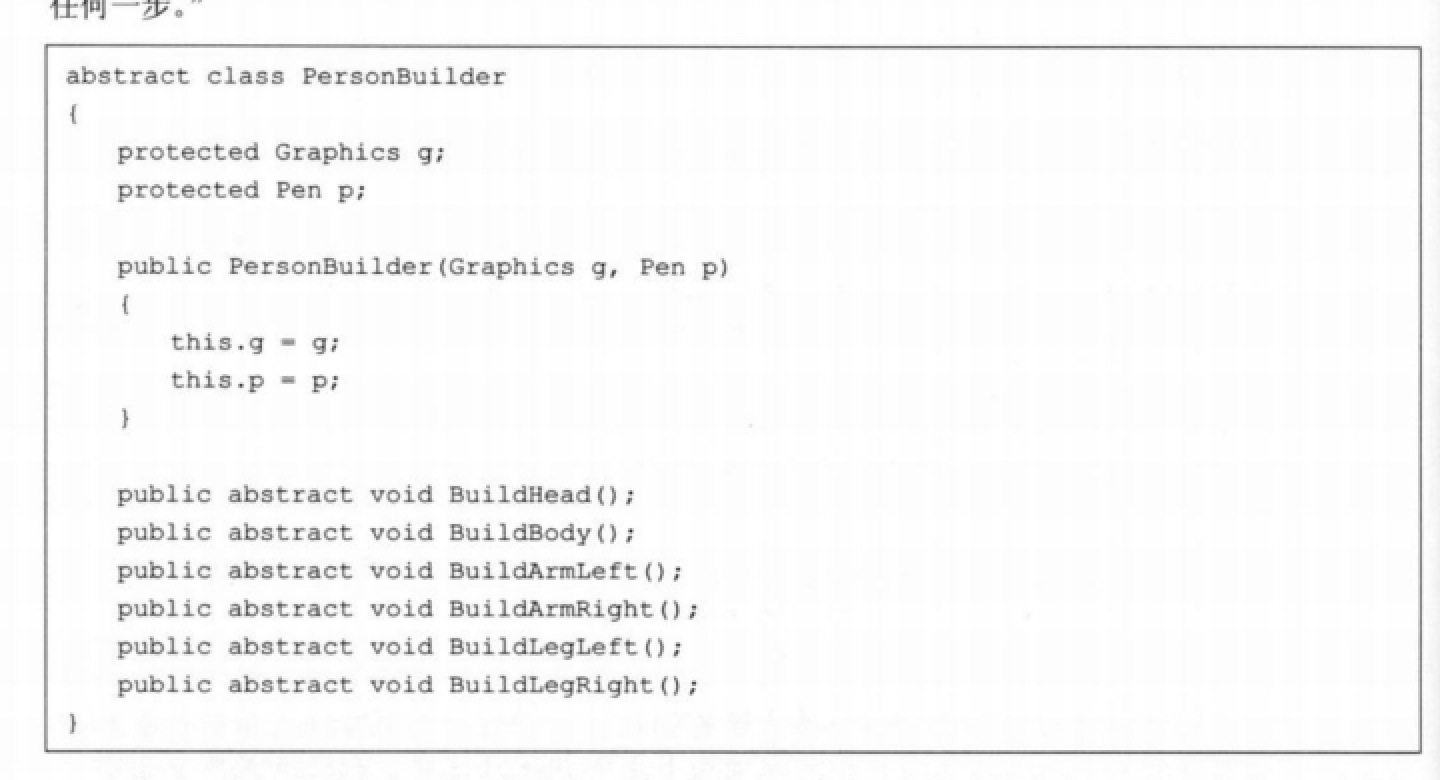 任何一步。”
abstract class PersonBuilder
{
protected Graphics g;
protected Pen p;
public PersonBuilder(Graphics g, Pen p)
{
this.g = g;
this.p = p;
}
public abstract void BuildHead();
public abstract void BuildBody();
public abstract void BuildArmLeft();
public abstract void BuildArmRight();
public abstract void BuildLegLeft();
public abstract void BuildLegRight();
}